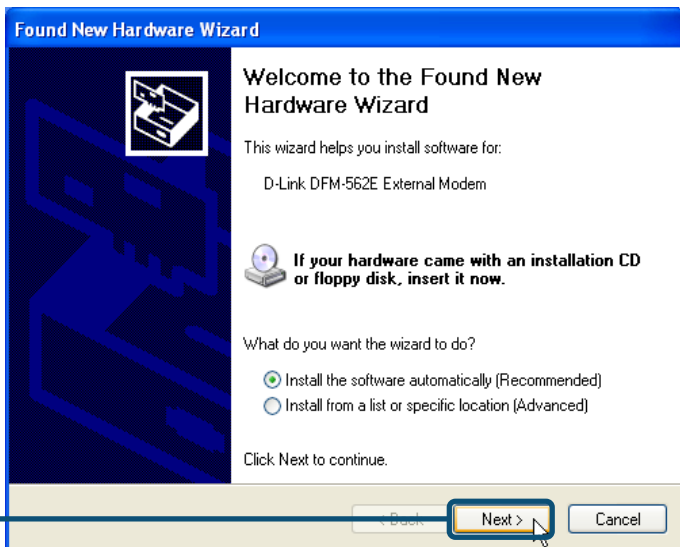 Found New Hardware Wizard
Welcome to the Found New
Hardware Wizard
This wizard helps you install software for:
D-Link DFM-562E External Modem
If your hardware came with an installation CD
or floppy disk, insert it now.
What do you want the wizard to do?
Install the software automatically (Recommended)
Install from a list or specific location (Advanced)
Click Next to continue.
< Back Next > Cancel